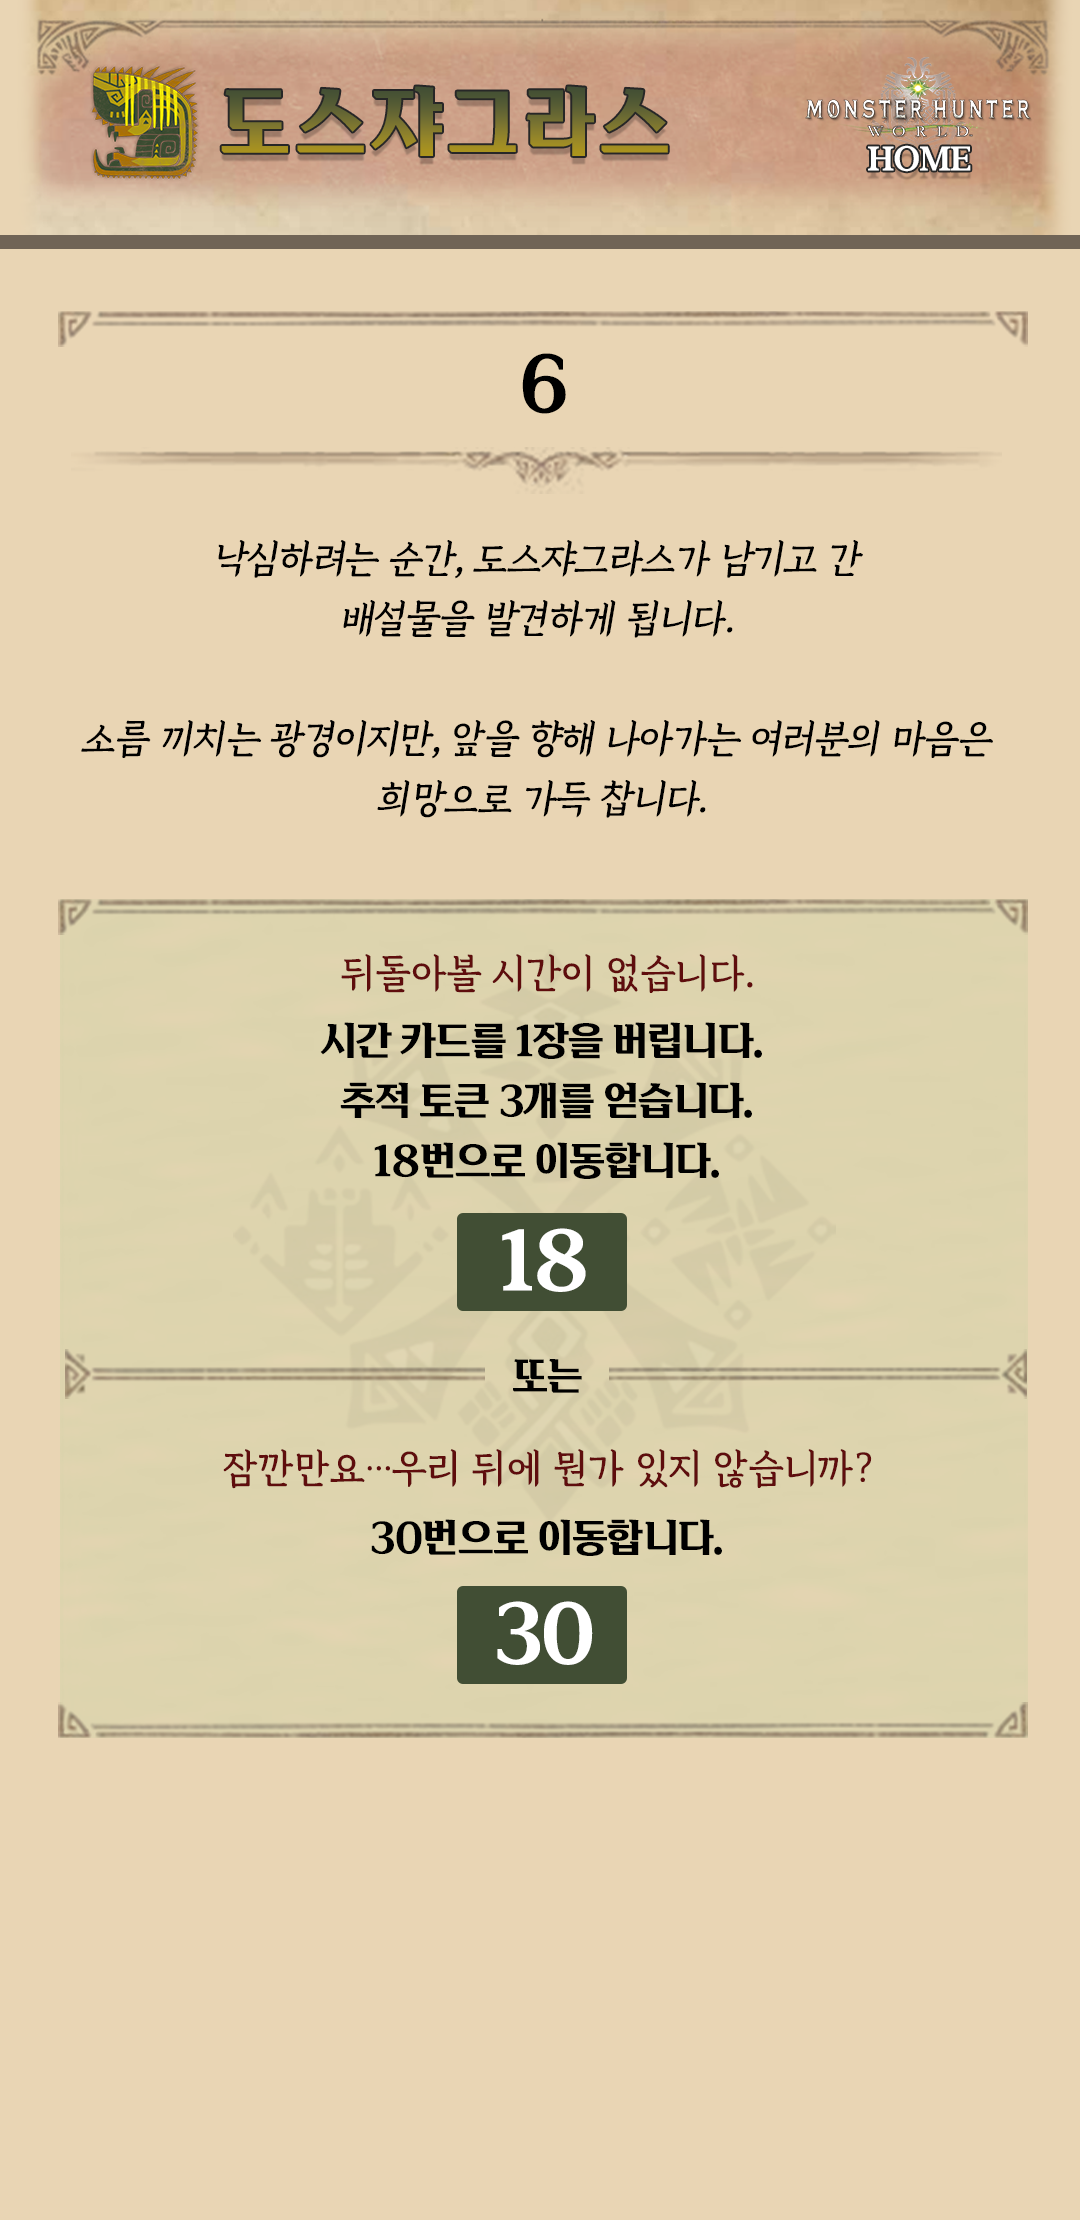 도스쟈그라스
MONSTER HUNTER
WORLD
HOME
6
낙심하려는 순간, 도스쟈그라스가 남기고 간
배설물을 발견하게 됩니다.
소름 끼치는 광경이지만, 앞을 향해 나아가는 여러분의 마음은
희망으로 가득 찹니다.
뒤돌아볼 시간이 없습니다.
시간 카드를 1장을 버립니다.
추적 토큰 3개를 얻습니다.
18번으로 이동합니다.
18
또는
잠깐만요…우리 뒤에 뭔가 있지 않습니까?
30번으로 이동합니다.
30